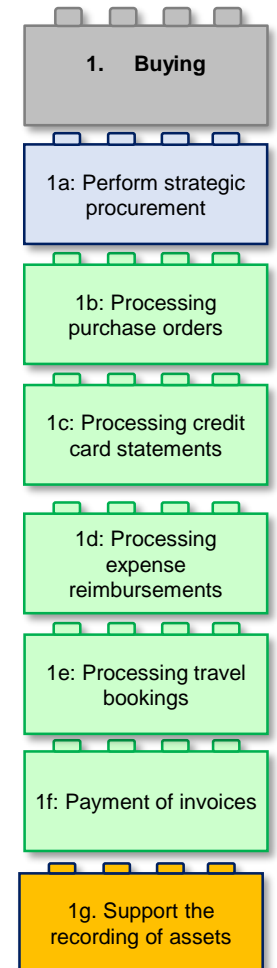 1. Buying
1a: Perform strategic
procurement
1b: Processing
purchase orders
1c: Processing credit
card statements
1d: Processing
expense
reimbursements
1e: Processing travel
bookings
1f: Payment of invoices
1g. Support the
recording of assets